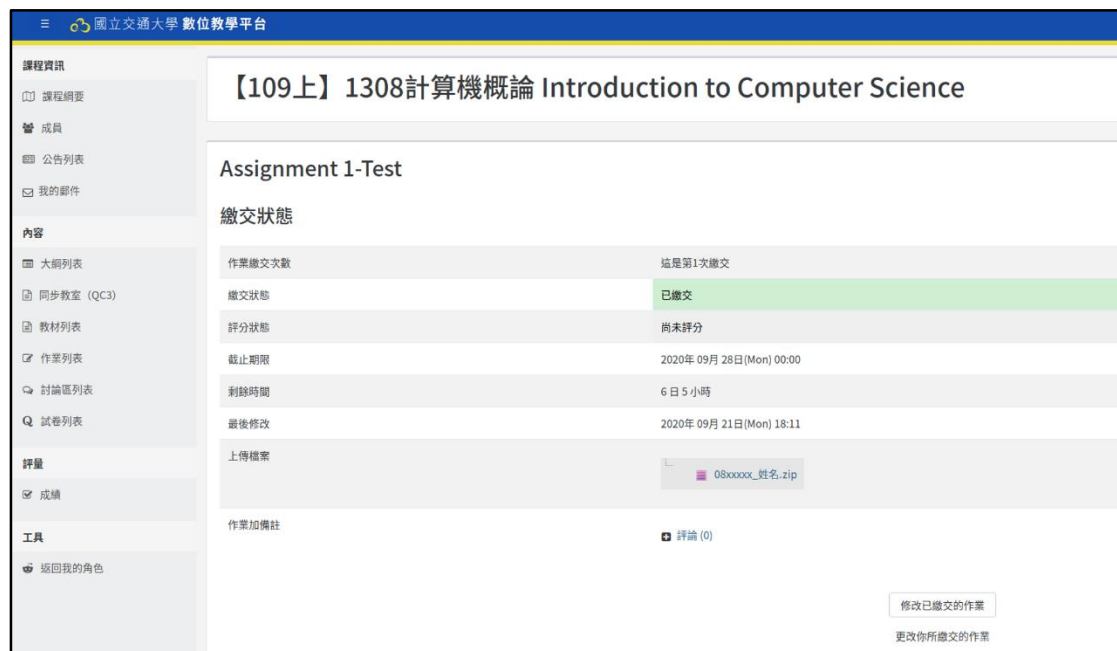 國立交通大學 數位教學平台
課程資訊
課程綱要
成員
公告列表
我的郵件
內容
大綱列表
同步教室（QC3）
教材列表
作業列表
討論區列表
試卷列表
評量
成績
工具
返回我的角色
【109上】1308計算機概論 Introduction to Computer Science
Assignment 1-Test
繳交狀態
作業繳交次數 這是第1次繳交
繳交狀態 已繳交
評分狀態 尚未評分
截止期限 2020年 09月 28日(Mon) 00:00
剩餘時間 6 日 5 小時
最後修改 2020年 09月 21日(Mon) 18:11
上傳檔案 08xxxxx_姓名.zip
作業加備註 評論 (0)
修改已繳交的作業
更改你所繳交的作業